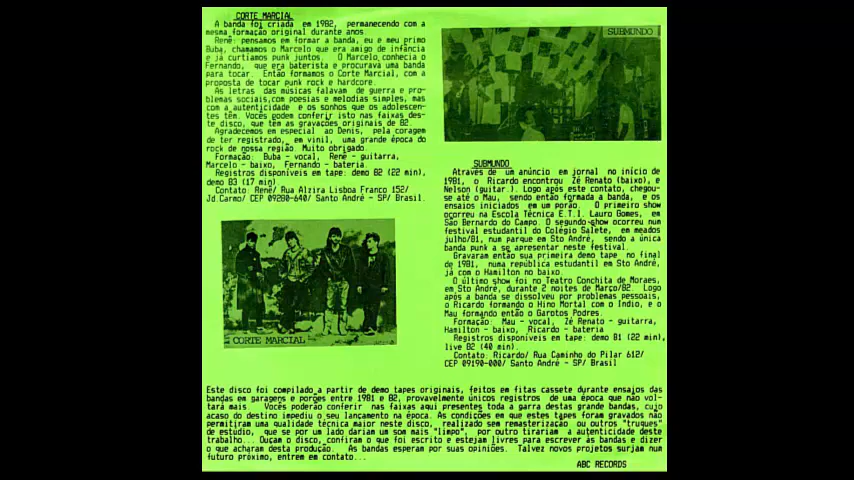 CORTE MARCIAL
A banda foi criada em 1982, permanecendo com a
mesma formação original durante anos.
Renê: pensamos em formar a banda, eu e meu primo
Buba, chamamos o Marcelo que era amigo de infância
e já curtíamos punk juntos. O Marcelo conhecia o
Fernando, que era baterista e procurava uma banda
para tocar. Então formamos o Corte Marcial, com a
proposta de tocar punk rock e hardcore.
As letras das músicas falavam de guerra e pro-
blemas sociais,com poesias e melodias simples, mas
com a autenticidade e os sonhos que os adolescen-
tes têm. Vocês podem conferir isto nas faixas des-
te disco, que têm as gravações originais de 82.
Agradecemos em especial ao Denis, pela coragem
de ter registrado, em vinil, uma grande época do
rock de nossa região. Muito obrigado.
Formação: Buba - vocal, Renê - guitarra,
Marcelo - baixo, Fernando - bateria.
Registros disponíveis em tape: demo 82 (22 min),
demo 83 (17 min).
Contato: Renê/ Rua Alzira Lisboa Franco 152/
Jd.Carmo/ CEP 09280-640/ Santo André - SP/ Brasil.
CORTE MARCIAL
SUBMUNDO
SUBMUNDO
Através de um anúncio em jornal no início de
1981, o Ricardo encontrou Zé Renato (baixo), e
Nelson (guitar.). Logo após este contato, chegou-
se até o Mau, sendo então formada a banda, e os
ensaios iniciados em um porão. O primeiro show
ocorreu na Escola Técnica E.T.I. Lauro Gomes, em
São Bernardo do Campo. O segundo show ocorreu num
festival estudantil do Colégio Salete, em meados
julho/81, num parque em Sto André, sendo a única
banda punk a se apresentar neste festival.
Gravaram então sua primeira demo tape no final
de 1981, numa república estudantil em Sto André,
já com o Hamilton no baixo.
O último show foi no Teatro Conchita de Moraes,
em Sto André, durante 2 noites de Março/82. Logo
após a banda se dissolveu por problemas pessoais,
o Ricardo formando o Hino Mortal com o Índio, e o
Mau formando então o Garotos Podres.
Formação: Mau - vocal, Zé Renato - guitarra,
Hamilton - baixo, Ricardo - bateria
Registros disponíveis em tape: demo 81 (22 min),
live 82 (40 min).
Contato: Ricardo/ Rua Caminho do Pilar 612/
CEP 09190-000/ Santo André - SP/ Brasil
Este disco foi compilado a partir de demo tapes originais, feitos em fitas cassete durante ensaios das
bandas em garagens e porões entre 1981 e 82, provavelmente únicos registros de uma época que não vol-
tará mais. Vocês poderão conferir nas faixas aqui presentes toda a garra destas grande bandas, cujo
acaso do destino impediu o seu lançamento na época. As condições em que estes tapes foram gravados não
permitiram uma qualidade técnica maior neste disco, realizado sem remasterização ou outros "truques"
de estúdio, que se por um lado dariam um som mais "limpo", por outro tirariam a autenticidade deste
trabalho... Ouçam o disco, confiram o que foi escrito e estejam livres para escrever às bandas e dizer
o que acharam desta produção. As bandas esperam por suas opiniões. Talvez novos projetos surjam num
futuro próximo, entrem em contato...
ABC RECORDS